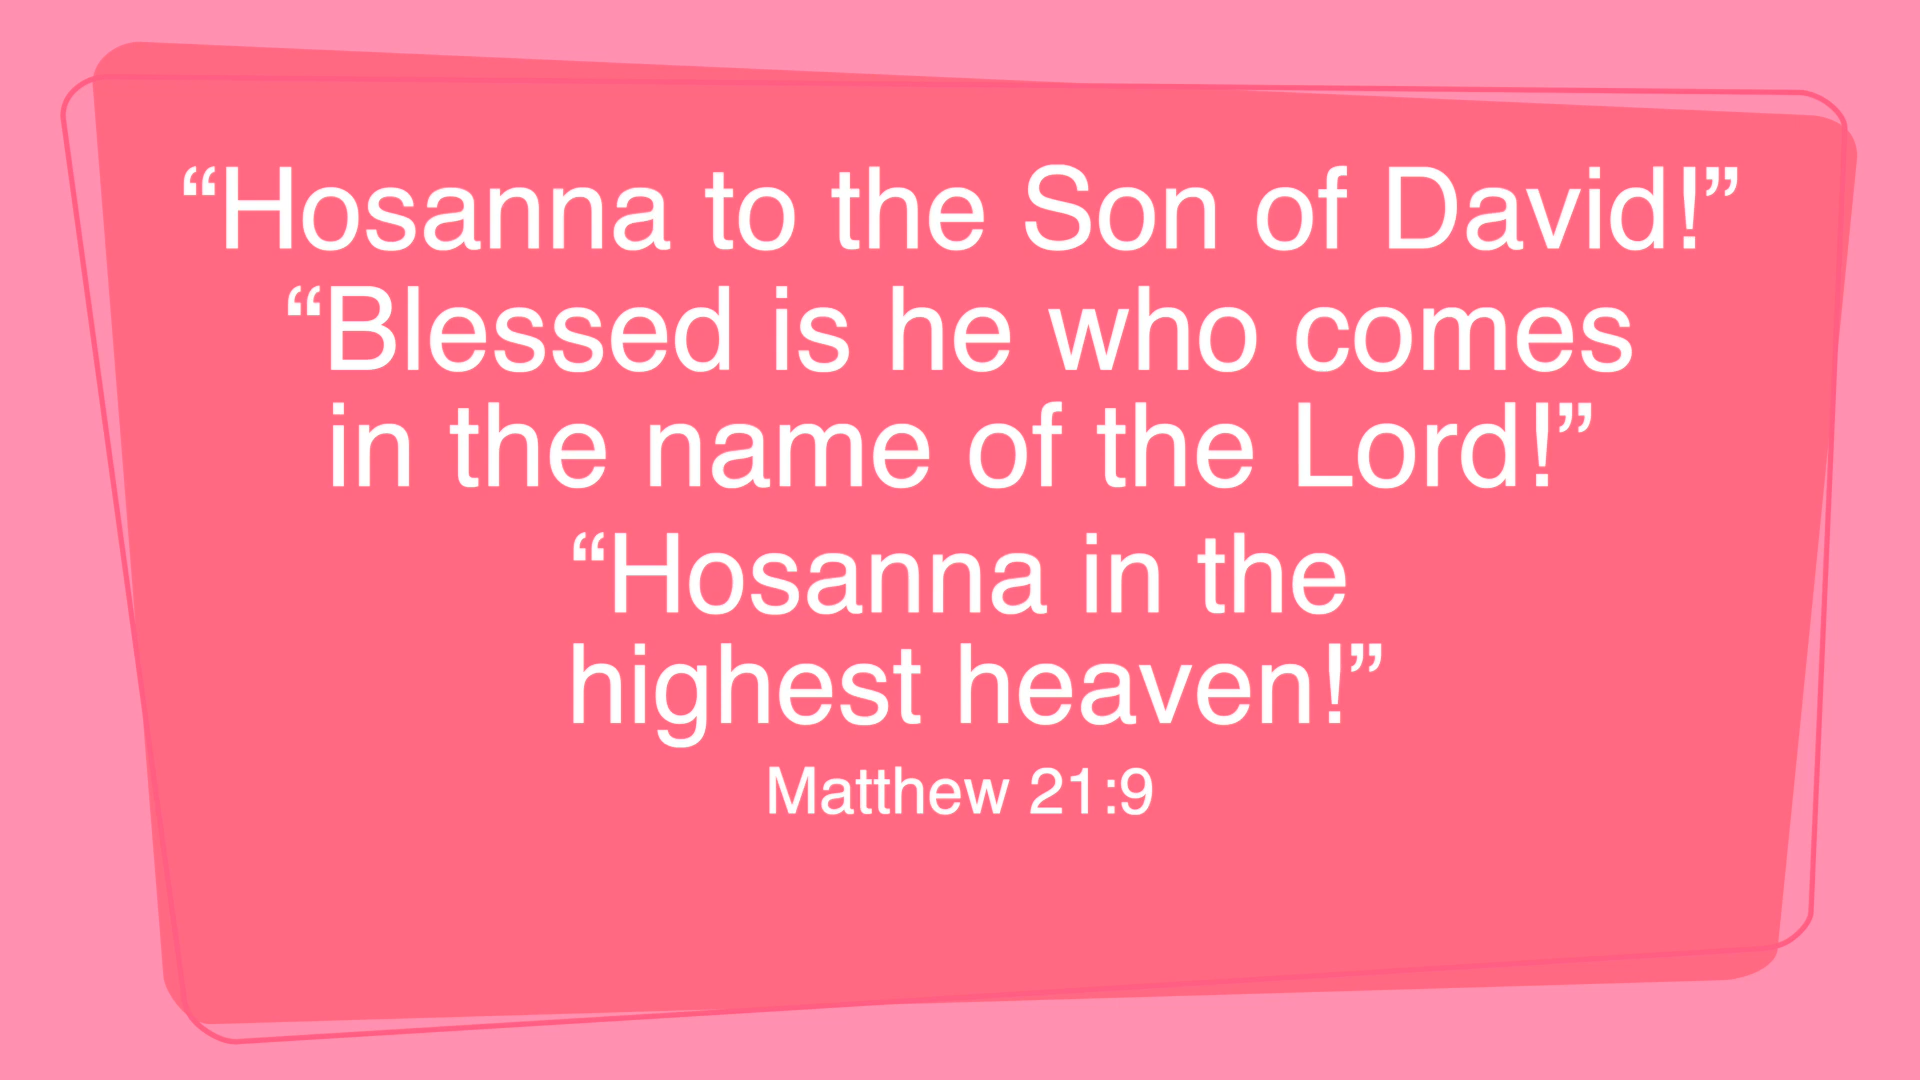 “Hosanna to the Son of David!”
“Blessed is he who comes
in the name of the Lord!”
“Hosanna in the
highest heaven!”
Matthew 21:9